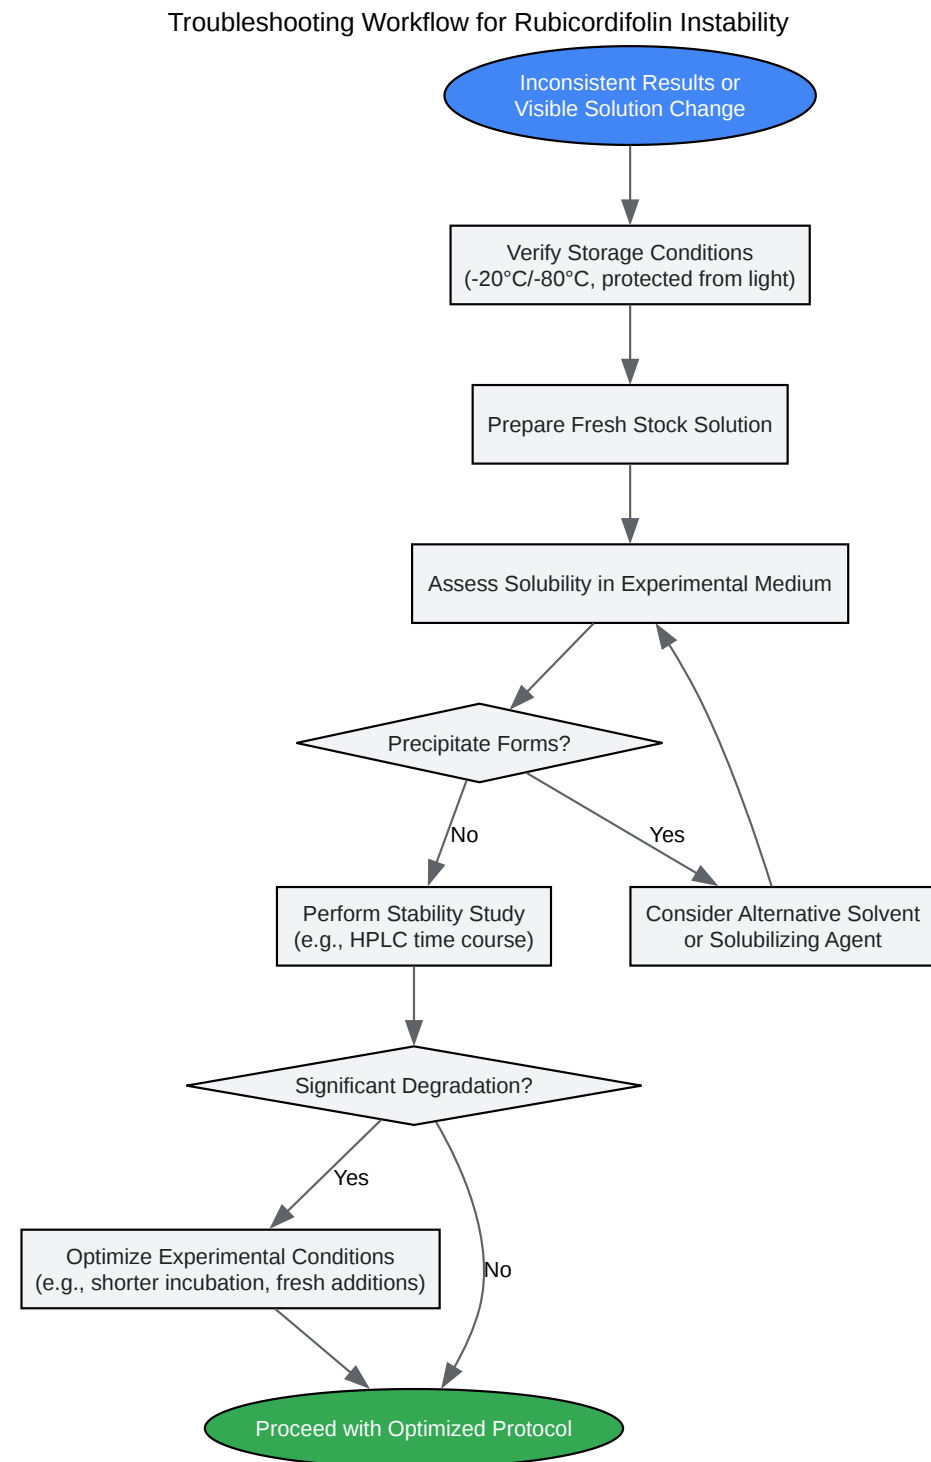 Troubleshooting Workflow for Rubicordifolin Instability
Inconsistent Results or
Visible Solution Change
Verify Storage Conditions
(-20°C/-80°C, protected from light)
Prepare Fresh Stock Solution
Assess Solubility in Experimental Medium
Precipitate Forms?
No
Yes
Perform Stability Study
(e.g., HPLC time course)
Consider Alternative Solvent
or Solubilizing Agent
Significant Degradation?
Yes
Optimize Experimental Conditions
(e.g., shorter incubation, fresh additions)
No
Proceed with Optimized Protocol